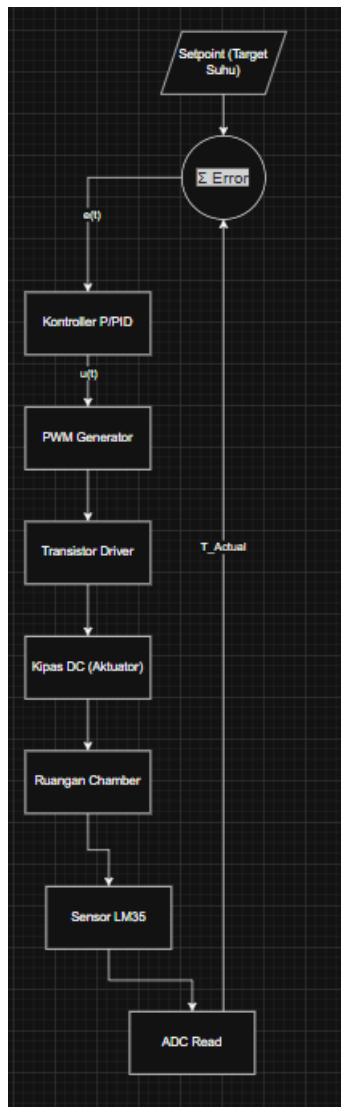 Setpoint (Target
Suhu)
Σ Error
e(t)
Kontroller P/PID
u(t)
PWM Generator
Transistor Driver
T_Actual
Kipas DC (Aktuator)
Ruangan Chamber
Sensor LM35
ADC Read